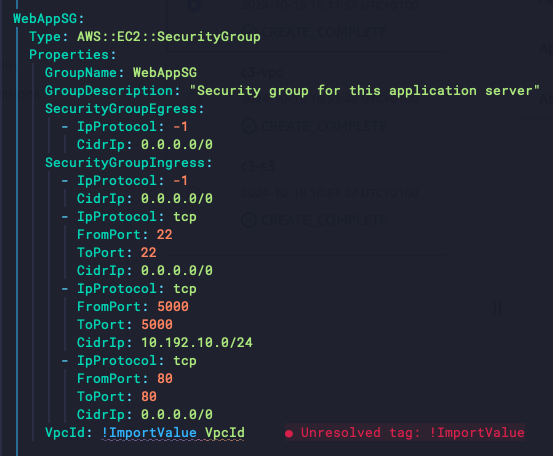 WebAppSG:
  Type: AWS::EC2::SecurityGroup
  Properties:
    GroupName: WebAppSG
    GroupDescription: "Security group for this application server"
    SecurityGroupEgress:
      - IpProtocol: -1
        CidrIp: 0.0.0.0/0
    SecurityGroupIngress:
      - IpProtocol: -1
        CidrIp: 0.0.0.0/0
      - IpProtocol: tcp
        FromPort: 22
        ToPort: 22
        CidrIp: 0.0.0.0/0
      - IpProtocol: tcp
        FromPort: 5000
        ToPort: 5000
        CidrIp: 10.192.10.0/24
      - IpProtocol: tcp
        FromPort: 80
        ToPort: 80
        CidrIp: 0.0.0.0/0
    VpcId: !ImportValue VpcId ● Unresolved tag: !ImportValue
CREATE_COMPLETE
CREATE_COMPLETE
CREATE_COMPLETE